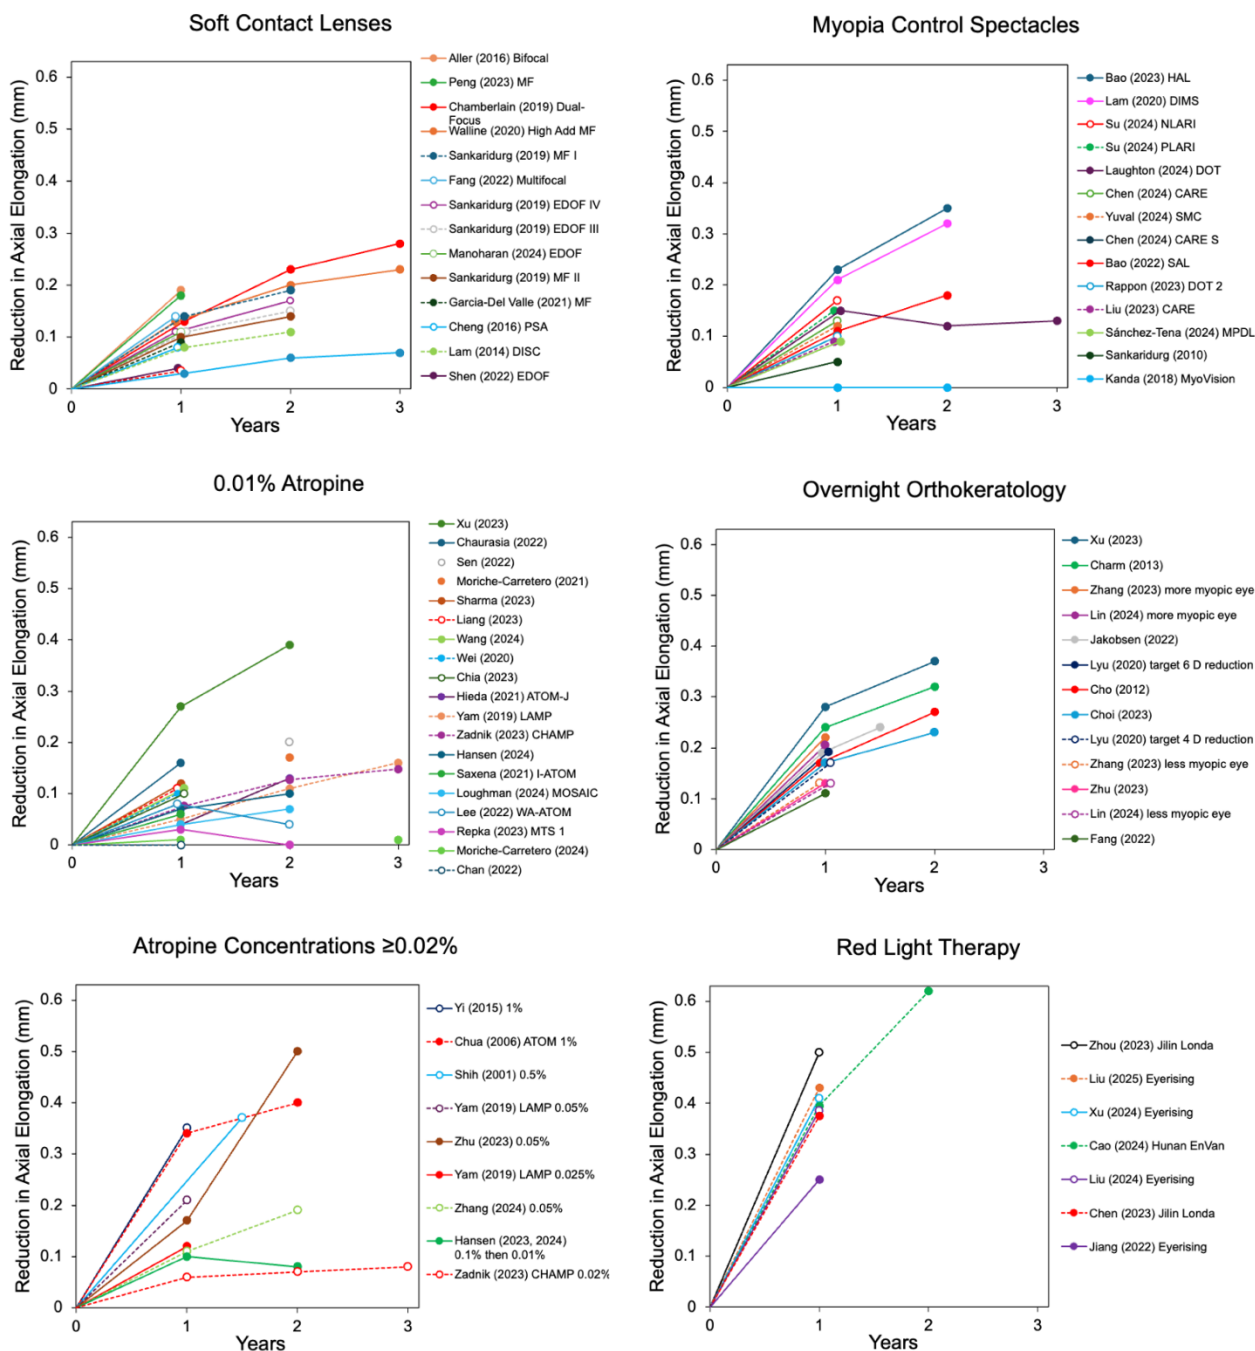 Soft Contact Lenses
Reduction in Axial Elongation (mm)
0.6
0.5
0.4
0.3
0.2
0.1
0
0
1
2
3
Years
Aller (2016) Bifocal
Peng (2023) MF
Chamberlain (2019) Dual-
Focus
Walline (2020) High Add MF
Sankaridurg (2019) MF I
Fang (2022) Multifocal
Sankaridurg (2019) EDOF IV
Sankaridurg (2019) EDOF III
Manoharan (2024) EDOF
Sankaridurg (2019) MF II
Garcia-Del Valle (2021) MF
Cheng (2016) PSA
Lam (2014) DISC
Shen (2022) EDOF
Myopia Control Spectacles
Reduction in Axial Elongation (mm)
0.6
0.5
0.4
0.3
0.2
0.1
0
0
1
2
3
Years
Bao (2023) HAL
Lam (2020) DIMS
Su (2024) NLARI
Su (2024) PLARI
Laughton (2024) DOT
Chen (2024) CARE
Yuval (2024) SMC
Chen (2024) CARE S
Bao (2022) SAL
Rappon (2023) DOT 2
Liu (2023) CARE
Sánchez-Tena (2024) MPDL
Sankaridurg (2010)
Kanda (2018) MyoVision
0.01% Atropine
Reduction in Axial Elongation (mm)
0.6
0.5
0.4
0.3
0.2
0.1
0
0
1
2
3
Years
Xu (2023)
Chaurasia (2022)
Sen (2022)
Moriche-Carretero (2021)
Sharma (2023)
Liang (2023)
Wang (2024)
Wei (2020)
Chia (2023)
Hieda (2021) ATOM-J
Yam (2019) LAMP
Zadnik (2023) CHAMP
Hansen (2024)
Saxena (2021) I-ATOM
Loughman (2024) MOSAIC
Lee (2022) WA-ATOM
Repka (2023) MTS 1
Moriche-Carretero (2024)
Chan (2022)
Overnight Orthokeratology
Reduction in Axial Elongation (mm)
0.6
0.5
0.4
0.3
0.2
0.1
0
0
1
2
3
Years
Xu (2023)
Charm (2013)
Zhang (2023) more myopic eye
Lin (2024) more myopic eye
Jakobsen (2022)
Lyu (2020) target 6 D reduction
Cho (2012)
Choi (2023)
Lyu (2020) target 4 D reduction
Zhang (2023) less myopic eye
Zhu (2023)
Lin (2024) less myopic eye
Fang (2022)
Atropine Concentrations ≥0.02%
Reduction in Axial Elongation (mm)
0.6
0.5
0.4
0.3
0.2
0.1
0
0
1
2
3
Years
Yi (2015) 1%
Chua (2006) ATOM 1%
Shih (2001) 0.5%
Yam (2019) LAMP 0.05%
Zhu (2023) 0.05%
Yam (2019) LAMP 0.025%
Zhang (2024) 0.05%
Hansen (2023, 2024)
0.1% then 0.01%
Zadnik (2023) CHAMP 0.02%
Red Light Therapy
Reduction in Axial Elongation (mm)
0.6
0.5
0.4
0.3
0.2
0.1
0
0
1
2
3
Years
Zhou (2023) Jilin Londa
Liu (2025) Eyerising
Xu (2024) Eyerising
Cao (2024) Hunan EnVan
Liu (2024) Eyerising
Chen (2023) Jilin Londa
Jiang (2022) Eyerising